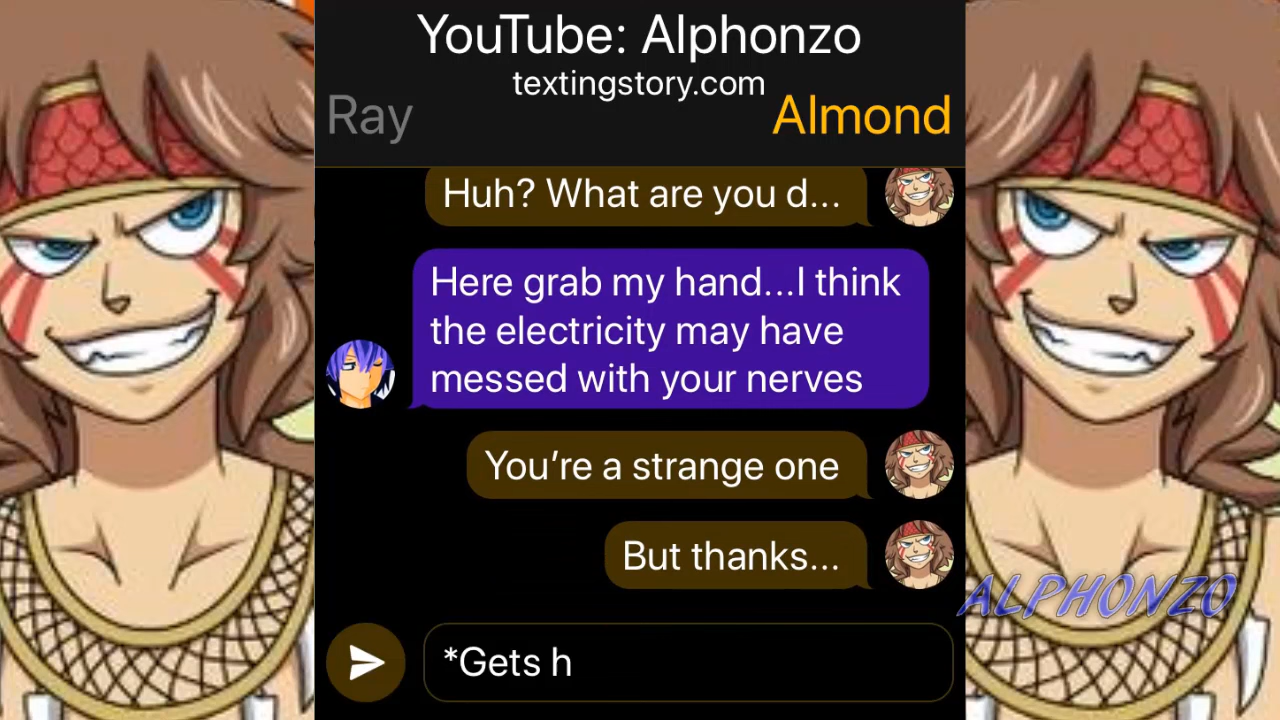 YouTube: Alphonzo
textingstory.com
Ray
Almond
Huh? What are you d...
Here grab my hand...I think
the electricity may have
messed with your nerves
You’re a strange one
But thanks...
ALPHONZO
*Gets h